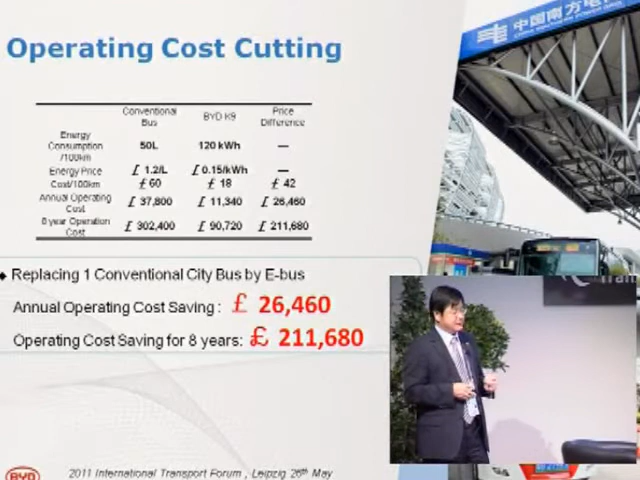 Operating Cost Cutting
中国南方电
Conventional Bus BYD K9 Price Difference
Energy Consumption /100km 50L 120 kWh —
Energy Price £ 1.2/L £ 0.15/kWh —
Cost/100km £ 60 £ 18 £ 42
Annual Operating Cost £ 37,800 £ 11,340 £ 26,460
8 year Operation Cost £ 302,400 £ 90,720 £ 211,680
◆ Replacing 1 Conventional City Bus by E-bus
Annual Operating Cost Saving : £ 26,460
Operating Cost Saving for 8 years: £ 211,680
Tran
BYD
2011 International Transport Forum , Leipzig 26th May